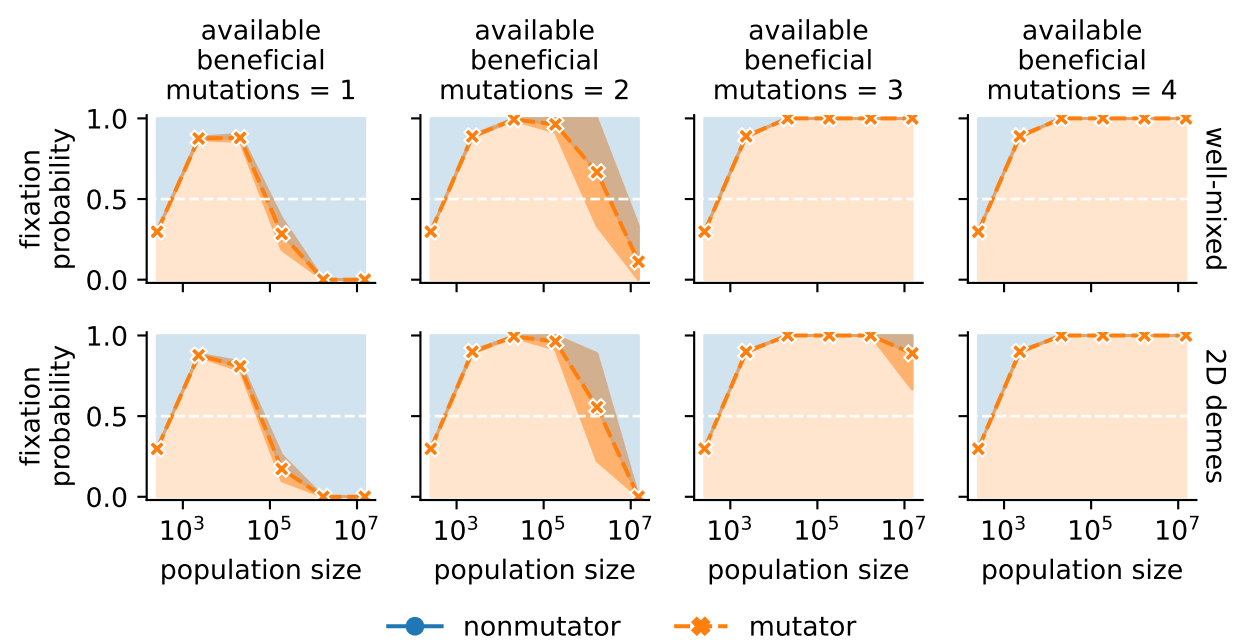 available
beneficial
mutations = 1
available
beneficial
mutations = 2
available
beneficial
mutations = 3
available
beneficial
mutations = 4
fixation
probability
1.0
0.5
0.0
well-mixed
fixation
probability
1.0
0.5
0.0
2D demes
10³ 10⁵ 10⁷
10³ 10⁵ 10⁷
10³ 10⁵ 10⁷
10³ 10⁵ 10⁷
population size
population size
population size
population size
nonmutator
mutator